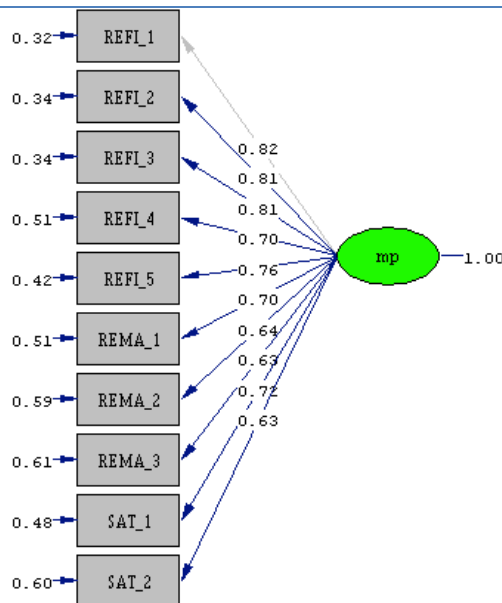 0.32 REFI_1
0.34 REFI_2
0.34 REFI_3
0.51 REFI_4
0.42 REFI_5
0.51 REMA_1
0.59 REMA_2
0.61 REMA_3
0.48 SAT_1
0.60 SAT_2
0.82
0.81
0.81
0.70
0.76
0.70
0.64
0.63
0.72
0.63
mp 1.00